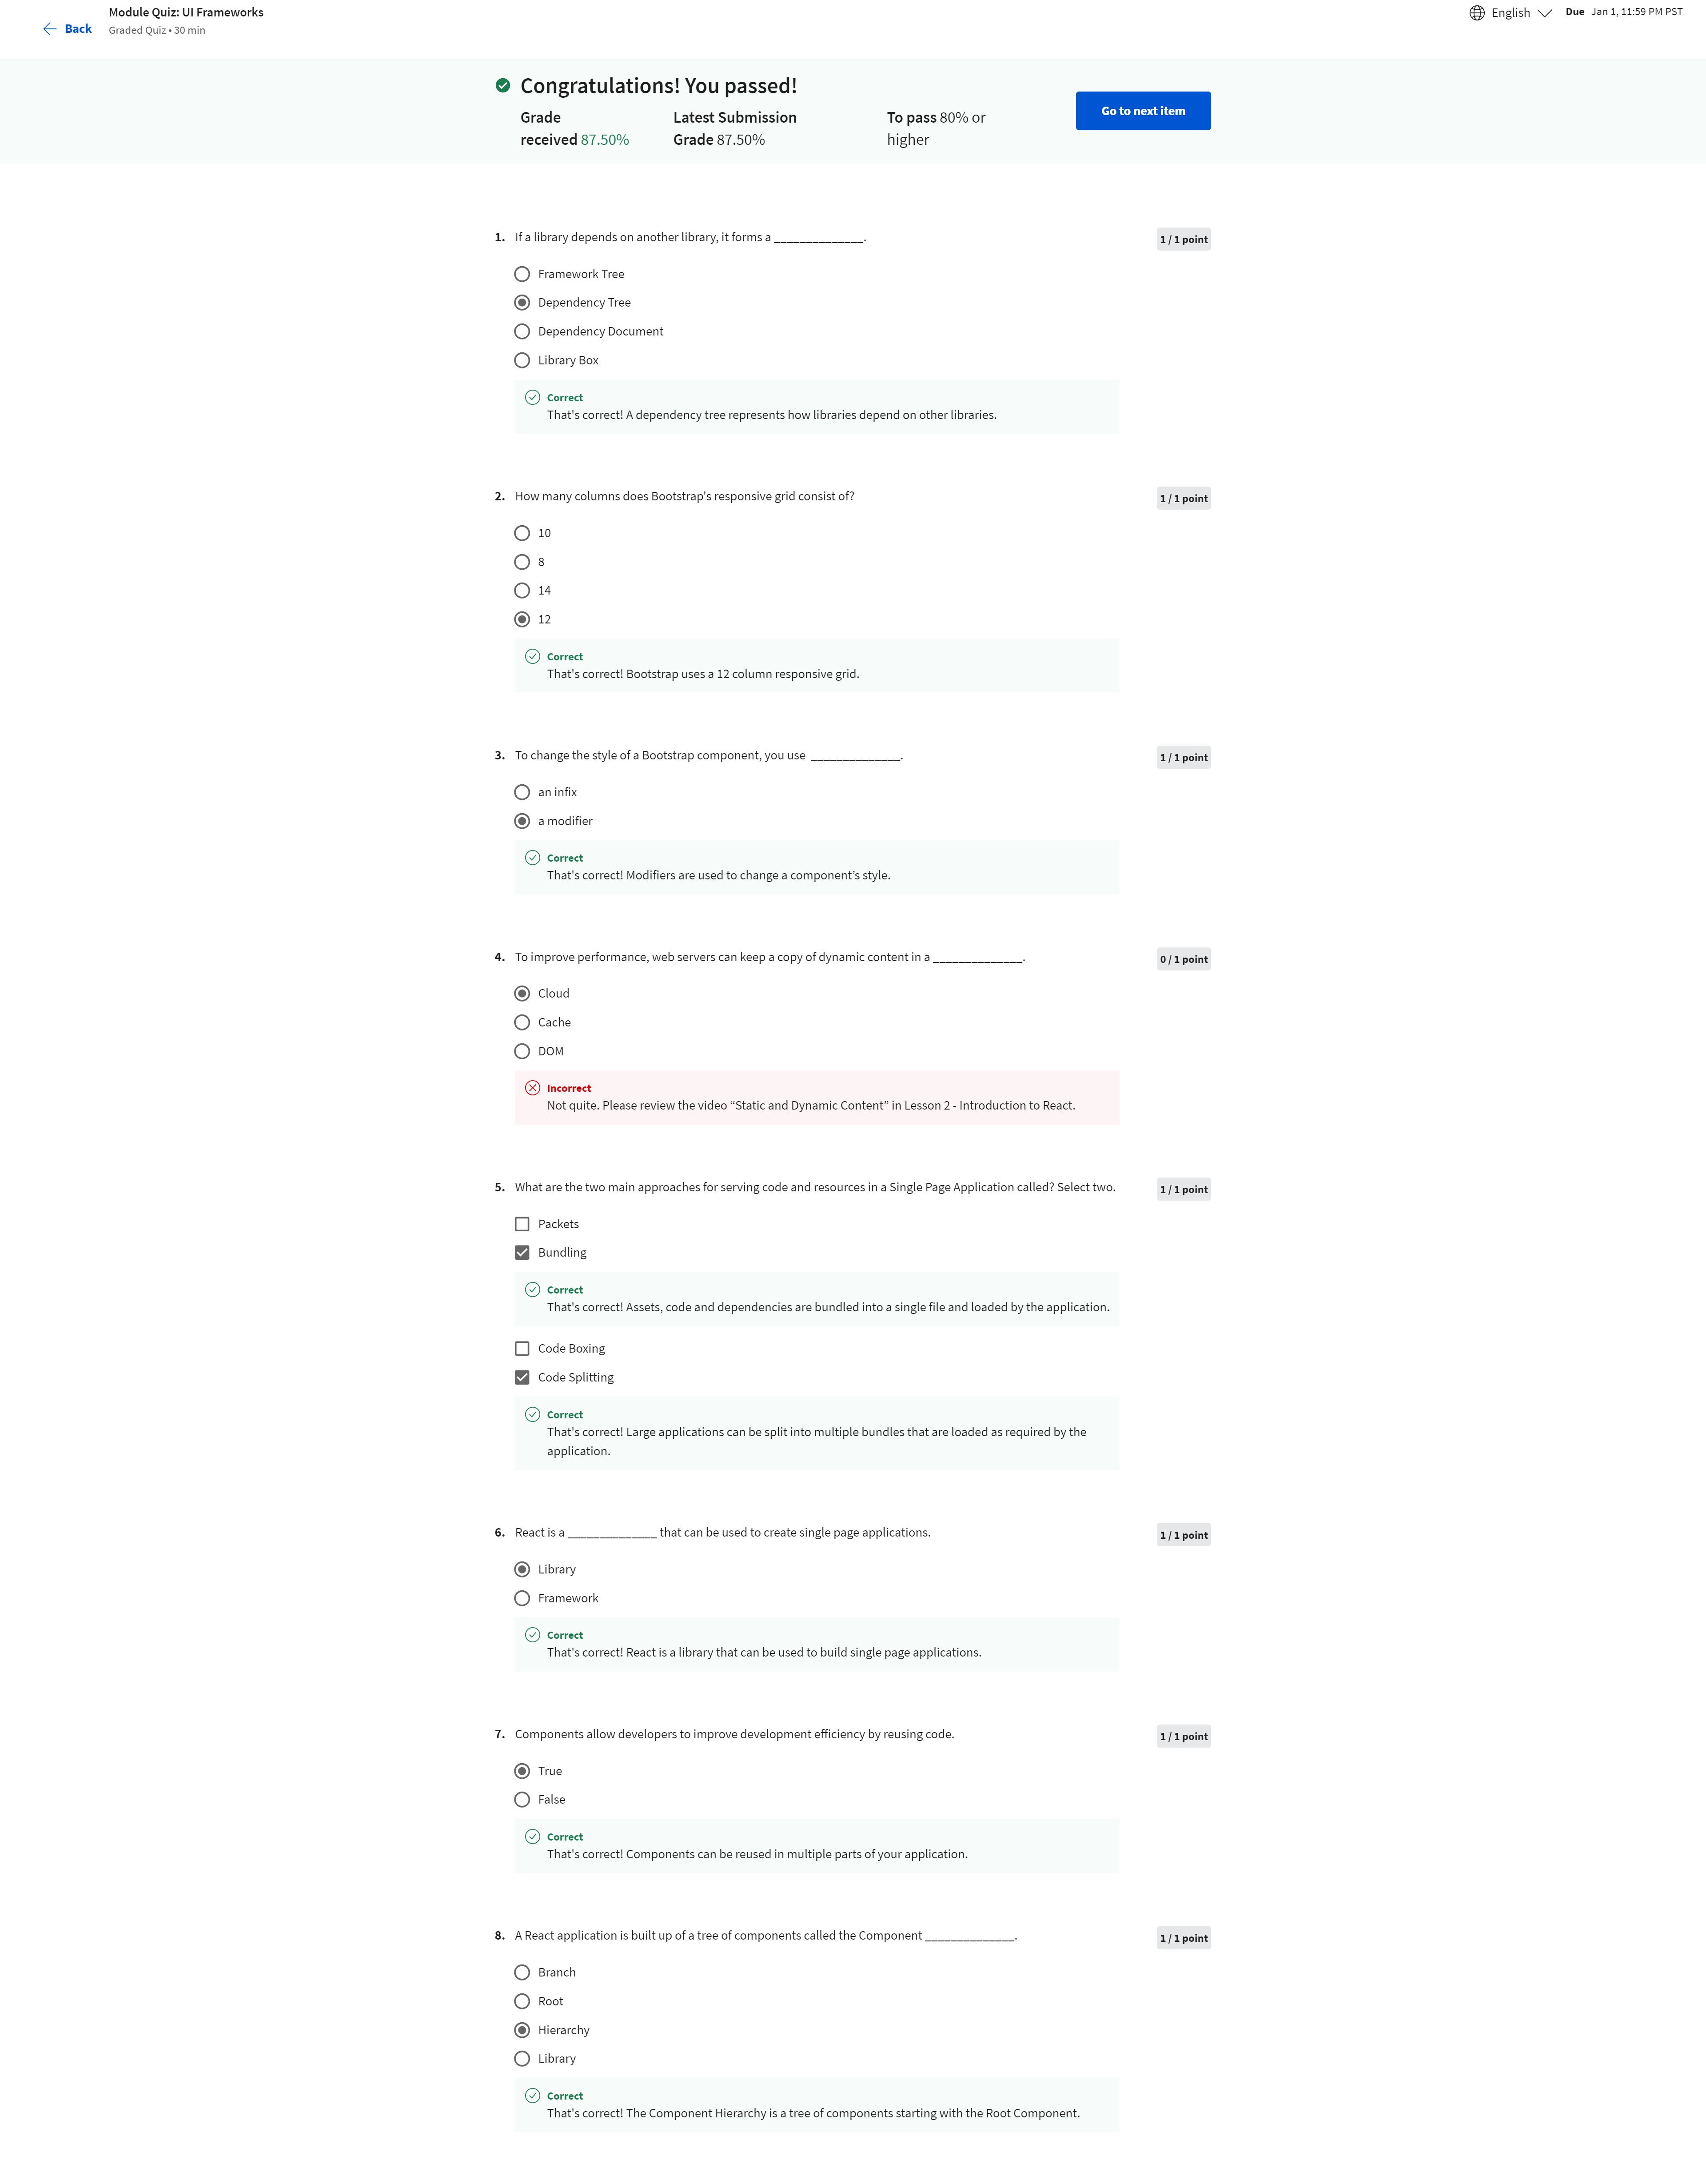 Back
Module Quiz: UI Frameworks
Graded Quiz • 30 min
English
Due Jan 1, 11:59 PM PST
Congratulations! You passed!
Grade received 87.50%
Latest Submission Grade 87.50%
To pass 80% or higher
Go to next item
1. If a library depends on another library, it forms a ______________.
1 / 1 point
Framework Tree
Dependency Tree
Dependency Document
Library Box
Correct
That's correct! A dependency tree represents how libraries depend on other libraries.
2. How many columns does Bootstrap's responsive grid consist of?
1 / 1 point
10
8
14
12
Correct
That's correct! Bootstrap uses a 12 column responsive grid.
3. To change the style of a Bootstrap component, you use ______________.
1 / 1 point
an infix
a modifier
Correct
That's correct! Modifiers are used to change a component’s style.
4. To improve performance, web servers can keep a copy of dynamic content in a ______________.
0 / 1 point
Cloud
Cache
DOM
Incorrect
Not quite. Please review the video “Static and Dynamic Content” in Lesson 2 - Introduction to React.
5. What are the two main approaches for serving code and resources in a Single Page Application called? Select two.
1 / 1 point
Packets
Bundling
Correct
That's correct! Assets, code and dependencies are bundled into a single file and loaded by the application.
Code Boxing
Code Splitting
Correct
That's correct! Large applications can be split into multiple bundles that are loaded as required by the
application.
6. React is a ______________ that can be used to create single page applications.
1 / 1 point
Library
Framework
Correct
That's correct! React is a library that can be used to build single page applications.
7. Components allow developers to improve development efficiency by reusing code.
1 / 1 point
True
False
Correct
That's correct! Components can be reused in multiple parts of your application.
8. A React application is built up of a tree of components called the Component ______________.
1 / 1 point
Branch
Root
Hierarchy
Library
Correct
That's correct! The Component Hierarchy is a tree of components starting with the Root Component.